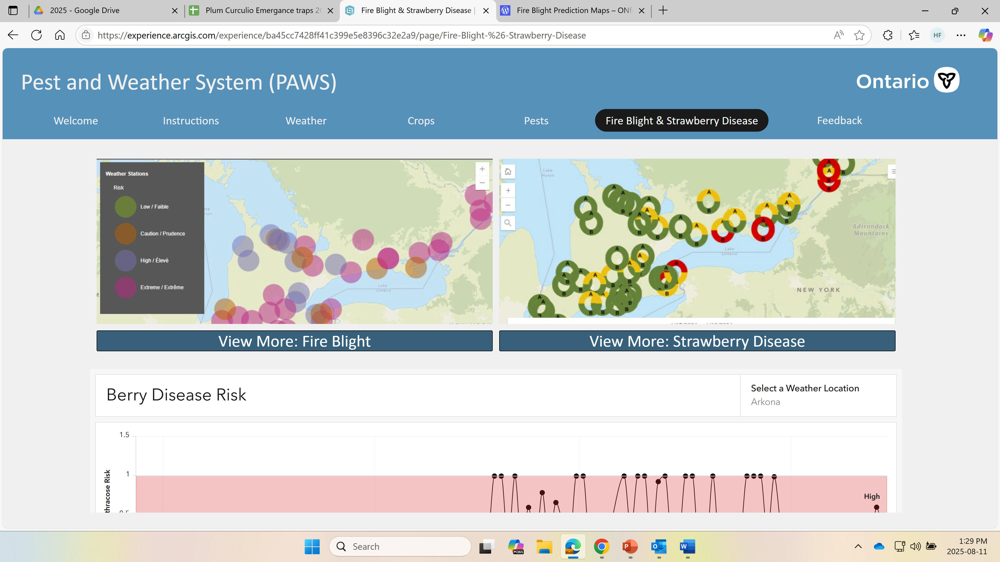 2025 - Google Drive
Plum Curculio Emergance traps 20
Fire Blight & Strawberry Disease |
Fire Blight Prediction Maps – ONf
https://experience.arcgis.com/experience/ba45cc7428ff41c399e5e8396c32e2a9/page/Fire-Blight-%26-Strawberry-Disease
HF
Pest and Weather System (PAWS)
Ontario
Welcome
Instructions
Weather
Crops
Pests
Fire Blight & Strawberry Disease
Feedback
Weather Stations
Risk
Low / Faible
Caution / Prudence
High / Élevé
Extreme / Extrême
Lake
Ontario
Lake
Huron
Adirondack
Mountains
Lake
Ontario
NEW YORK
View More: Fire Blight
View More: Strawberry Disease
Berry Disease Risk
Select a Weather Location
Arkona
1.5
1
thracose Risk
High
Search
M365
1:29 PM
2025-08-11